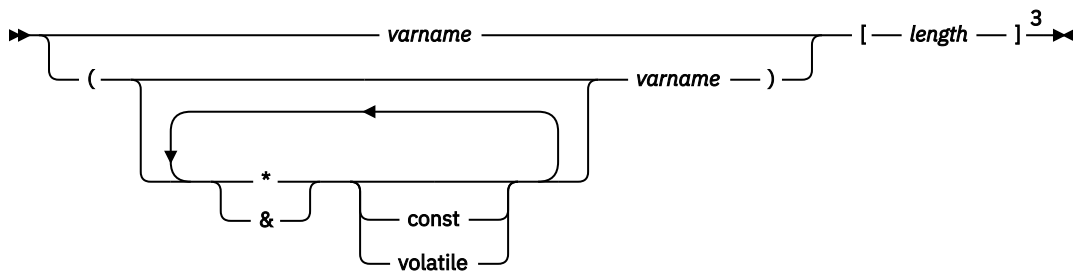 varname [ length ] 3
( varname )
*
&
const
volatile